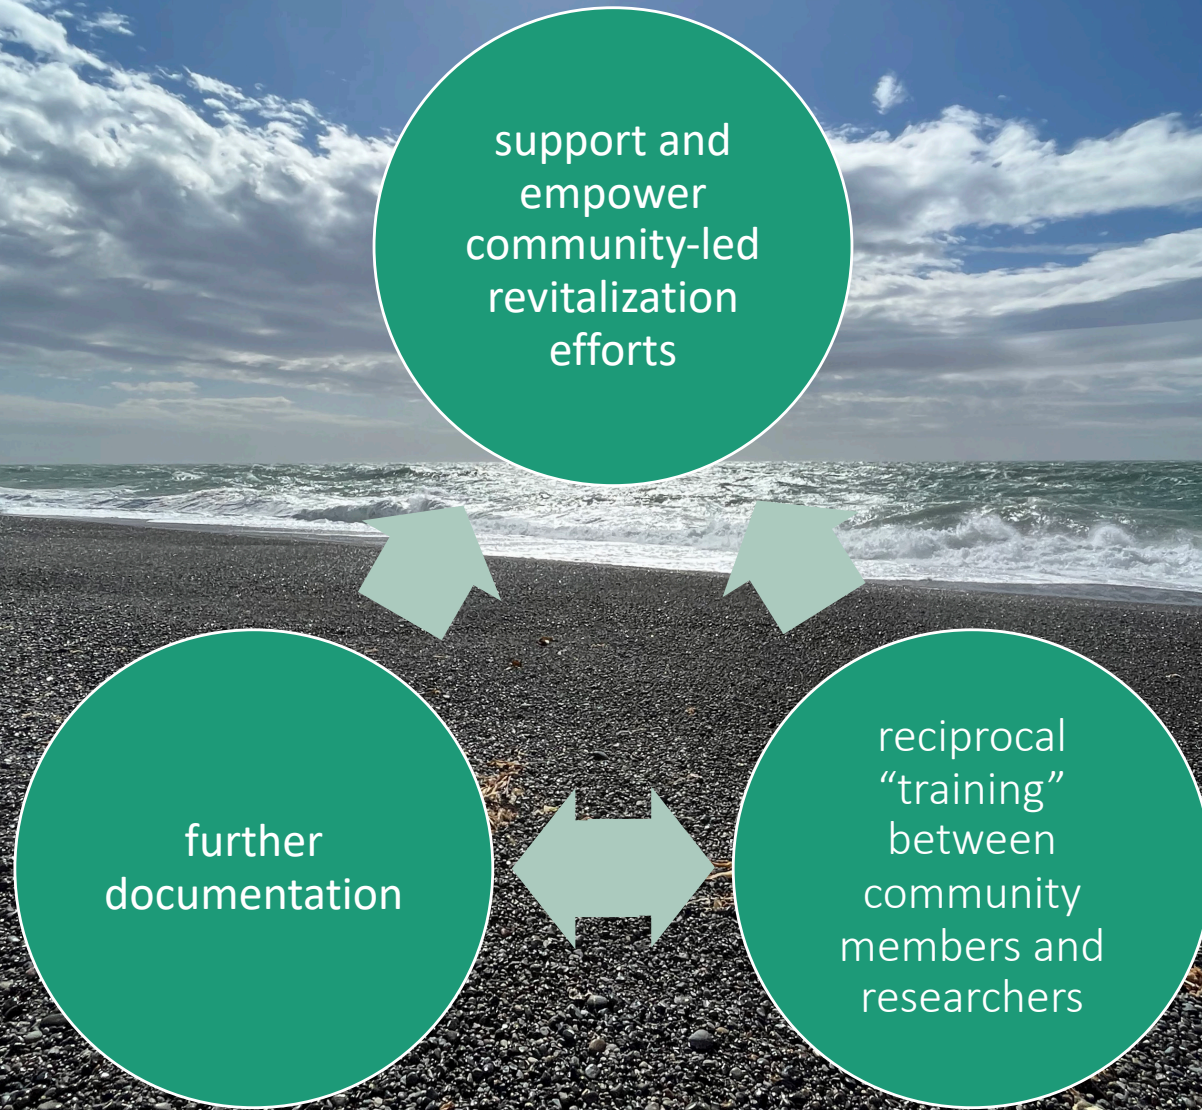 support and
empower
community-led
revitalization
efforts
further
documentation
reciprocal
“training”
between
community
members and
researchers